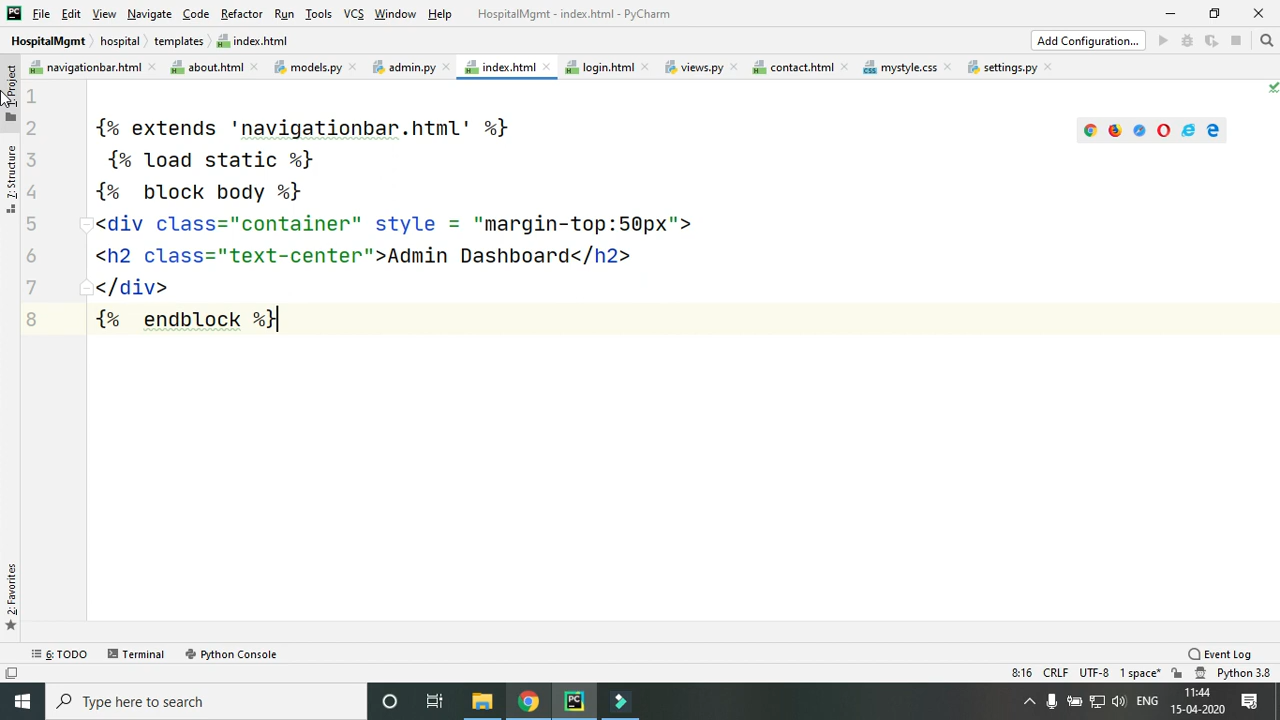 PC File Edit View Navigate Code Refactor Run Tools VCS Window Help HospitalMgmt - index.html - PyCharm
HospitalMgmt hospital templates index.html Add Configuration...
navigationbar.html about.html models.py admin.py index.html login.html views.py contact.html mystyle.css settings.py
1: Project
7: Structure
2: Favorites
1
2 {% extends 'navigationbar.html' %}
3 {% load static %}
4 {%  block body %}
5 <div class="container" style = "margin-top:50px">
6 <h2 class="text-center">Admin Dashboard</h2>
7 </div>
8 {%  endblock %}
6: TODO Terminal Python Console Event Log
8:16 CRLF UTF-8 1 space* Python 3.8
Type here to search PC ENG 11:44
15-04-2020